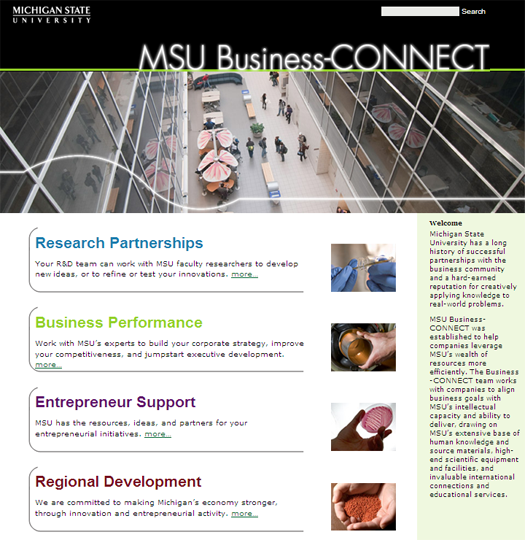 MICHIGAN STATE
UNIVERSITY
Search
MSU Business-CONNECT
Research Partnerships
Your R&D team can work with MSU faculty researchers to develop
new ideas, or to refine or test your innovations. more...
Business Performance
Work with MSU's experts to build your corporate strategy, improve
your competitiveness, and jumpstart executive development.
more...
Entrepreneur Support
MSU has the resources, ideas, and partners for your
entrepreneurial initiatives. more...
Regional Development
We are committed to making Michigan's economy stronger,
through innovation and entrepreneurial activity. more...
Welcome
Michigan State
University has a long
history of successful
partnerships with the
business community
and a hard-earned
reputation for creatively
applying knowledge to
real-world problems.
MSU Business-
CONNECT was
established to help
companies leverage
MSU's wealth of
resources more
efficiently. The Business
-CONNECT team works
with companies to align
business goals with
MSU's intellectual
capacity and ability to
deliver, drawing on
MSU's extensive base of
human knowledge and
source materials, high-
end scientific equipment
and facilities, and
invaluable international
connections and
educational services.